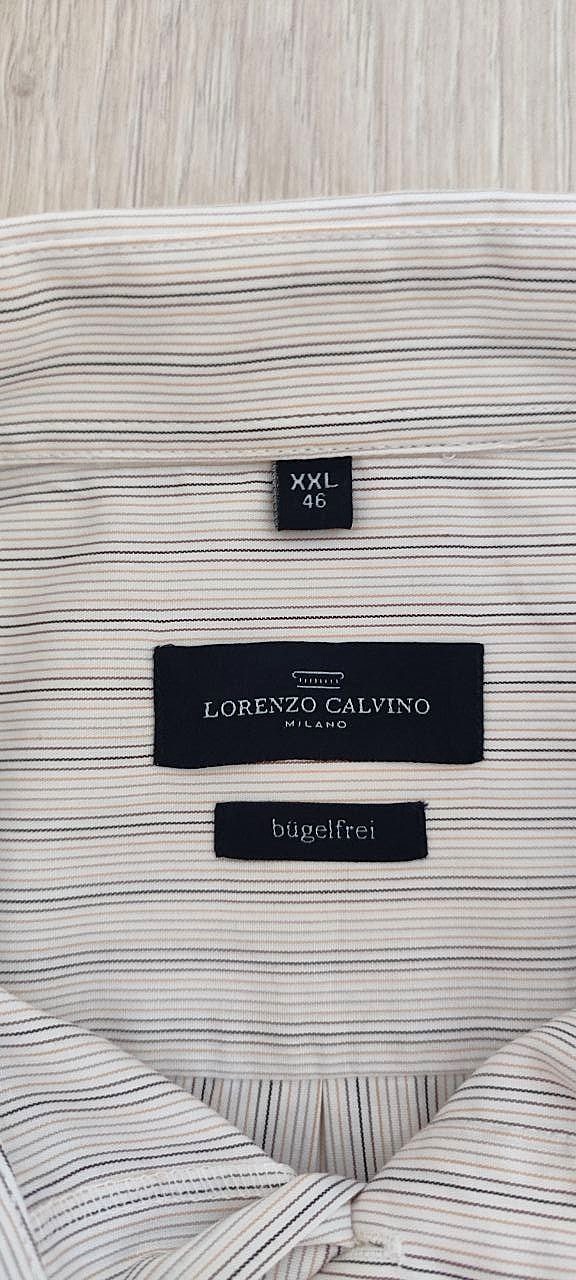 XXL
46
LORENZO CALVINO
MILANO
bügelfrei